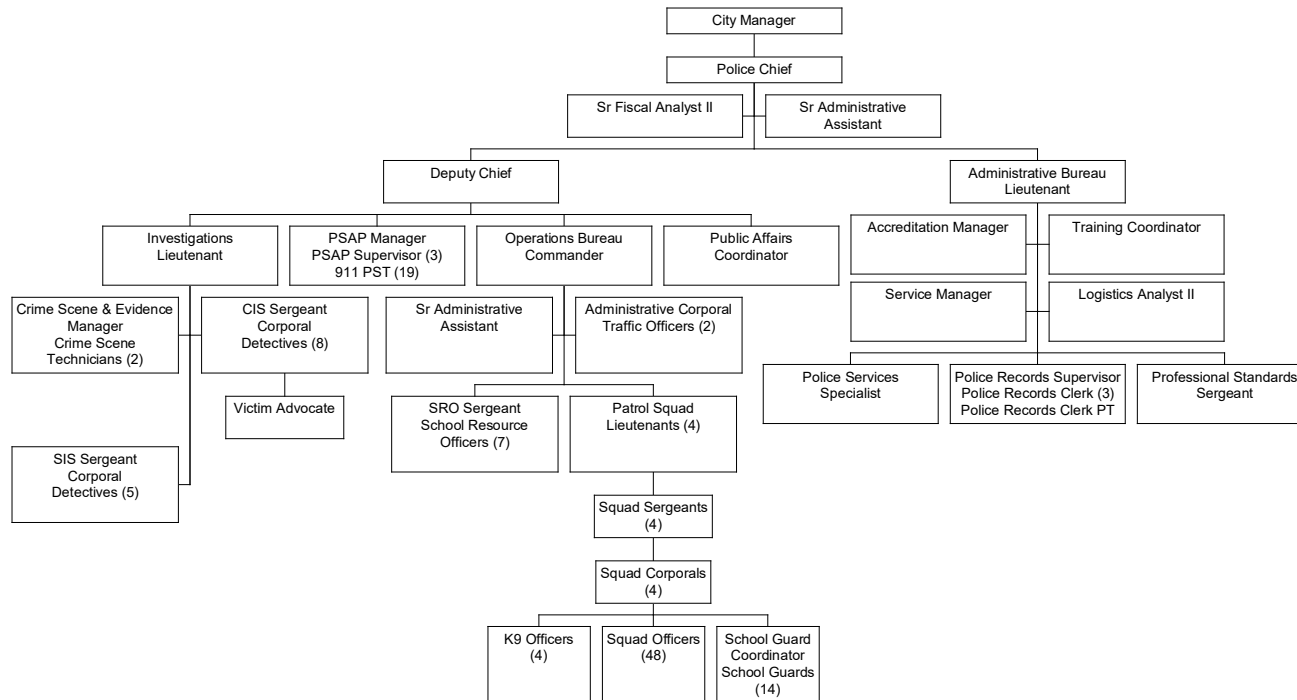 City Manager
Police Chief
Sr Fiscal Analyst II
Sr Administrative
Assistant
Deputy Chief
Administrative Bureau
Lieutenant
Investigations
Lieutenant
PSAP Manager
PSAP Supervisor (3)
911 PST (19)
Operations Bureau
Commander
Public Affairs
Coordinator
Accreditation Manager
Training Coordinator
Service Manager
Logistics Analyst II
Crime Scene & Evidence
Manager
Crime Scene
Technicians (2)
CIS Sergeant
Corporal
Detectives (8)
Sr Administrative
Assistant
Administrative Corporal
Traffic Officers (2)
Police Services
Specialist
Police Records Supervisor
Police Records Clerk (3)
Police Records Clerk PT
Professional Standards
Sergeant
Victim Advocate
SRO Sergeant
School Resource
Officers (7)
Patrol Squad
Lieutenants (4)
SIS Sergeant
Corporal
Detectives (5)
Squad Sergeants
(4)
Squad Corporals
(4)
K9 Officers
(4)
Squad Officers
(48)
School Guard
Coordinator
School Guards
(14)